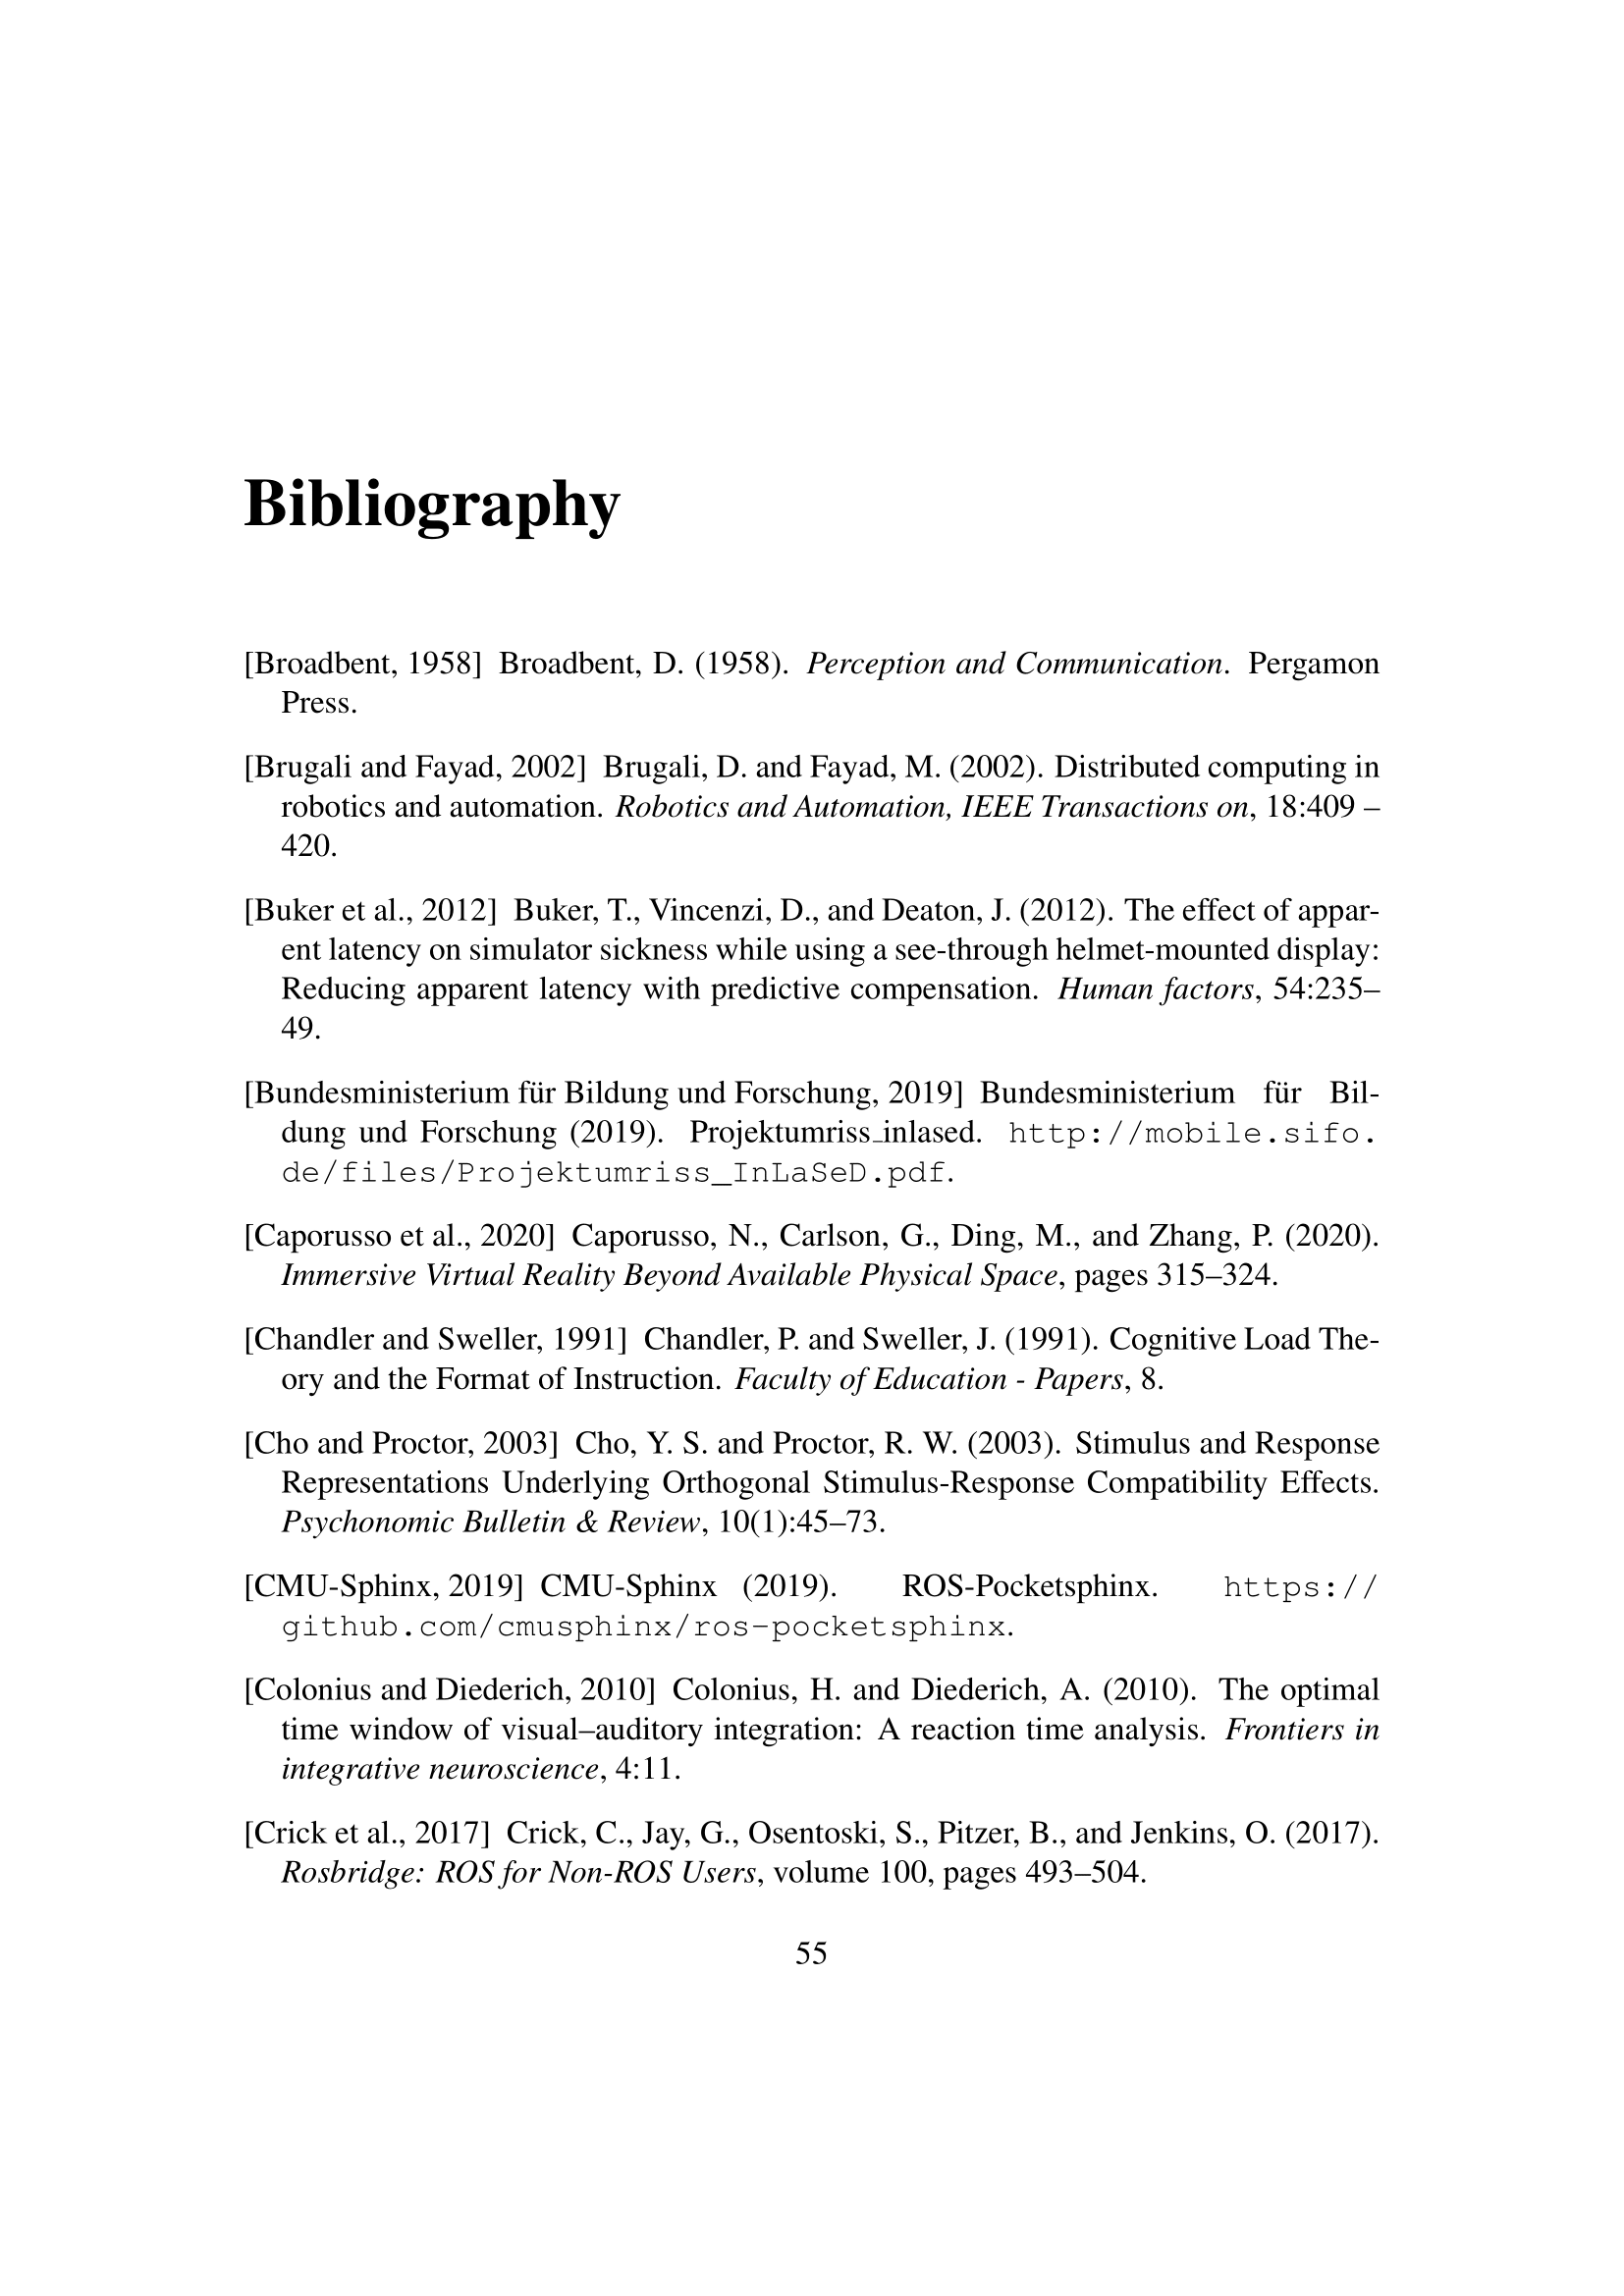 Bibliography
[Broadbent, 1958] Broadbent, D. (1958). Perception and Communication. Pergamon
Press.
[Brugali and Fayad, 2002] Brugali, D. and Fayad, M. (2002). Distributed computing in
robotics and automation. Robotics and Automation, IEEE Transactions on, 18:409 –
420.
[Buker et al., 2012] Buker, T., Vincenzi, D., and Deaton, J. (2012). The effect of appar-
ent latency on simulator sickness while using a see-through helmet-mounted display:
Reducing apparent latency with predictive compensation. Human factors, 54:235–
49.
[Bundesministerium für Bildung und Forschung, 2019] Bundesministerium für Bil-
dung und Forschung (2019). Projektumriss_inlased. http://mobile.sifo.
de/files/Projektumriss_InLaSeD.pdf.
[Caporusso et al., 2020] Caporusso, N., Carlson, G., Ding, M., and Zhang, P. (2020).
Immersive Virtual Reality Beyond Available Physical Space, pages 315–324.
[Chandler and Sweller, 1991] Chandler, P. and Sweller, J. (1991). Cognitive Load The-
ory and the Format of Instruction. Faculty of Education - Papers, 8.
[Cho and Proctor, 2003] Cho, Y. S. and Proctor, R. W. (2003). Stimulus and Response
Representations Underlying Orthogonal Stimulus-Response Compatibility Effects.
Psychonomic Bulletin & Review, 10(1):45–73.
[CMU-Sphinx, 2019] CMU-Sphinx (2019). ROS-Pocketsphinx. https://
github.com/cmusphinx/ros-pocketsphinx.
[Colonius and Diederich, 2010] Colonius, H. and Diederich, A. (2010). The optimal
time window of visual–auditory integration: A reaction time analysis. Frontiers in
integrative neuroscience, 4:11.
[Crick et al., 2017] Crick, C., Jay, G., Osentoski, S., Pitzer, B., and Jenkins, O. (2017).
Rosbridge: ROS for Non-ROS Users, volume 100, pages 493–504.
55